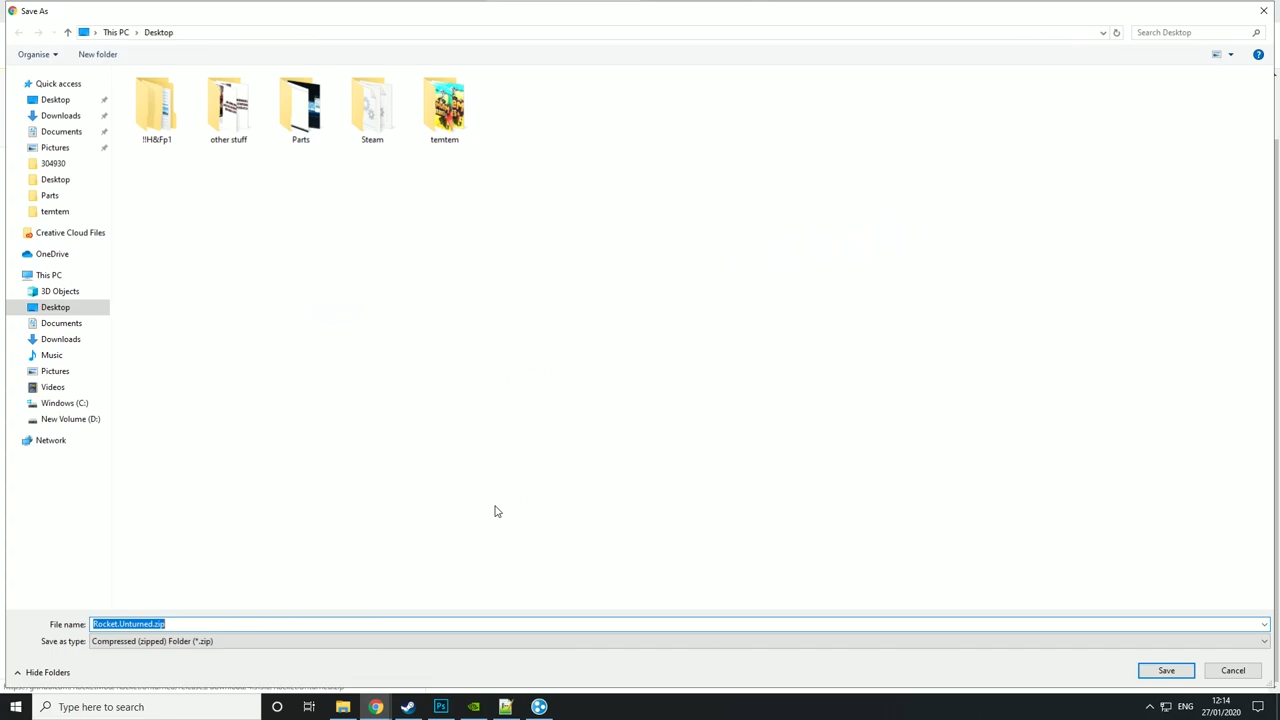 Save As
This PC > Desktop
Search Desktop
Organise
New folder
Quick access
Desktop
Downloads
Documents
Pictures
304930
Desktop
Parts
temtem
Creative Cloud Files
OneDrive
This PC
3D Objects
Desktop
Documents
Downloads
Music
Pictures
Videos
Windows (C:)
New Volume (D:)
Network
!!H&Fp1
other stuff
Parts
Steam
temtem
File name: Rocket.Unturned.zip
Save as type: Compressed (zipped) Folder (*.zip)
Hide Folders
Save
Cancel
Type here to search
Ps
ENG
12:14
27/01/2020